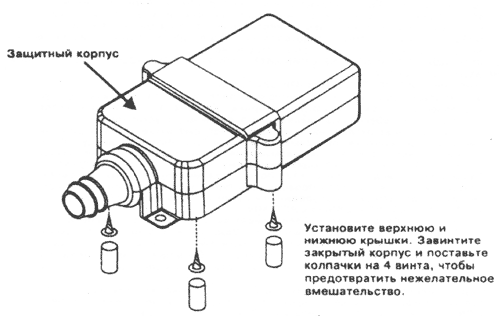 Защитный корпус
Установите верхнюю и
нижнюю крышки. Завинтите
закрытый корпус и поставьте
колпачки на 4 винта, чтобы
предотвратить нежелательное
вмешательство.